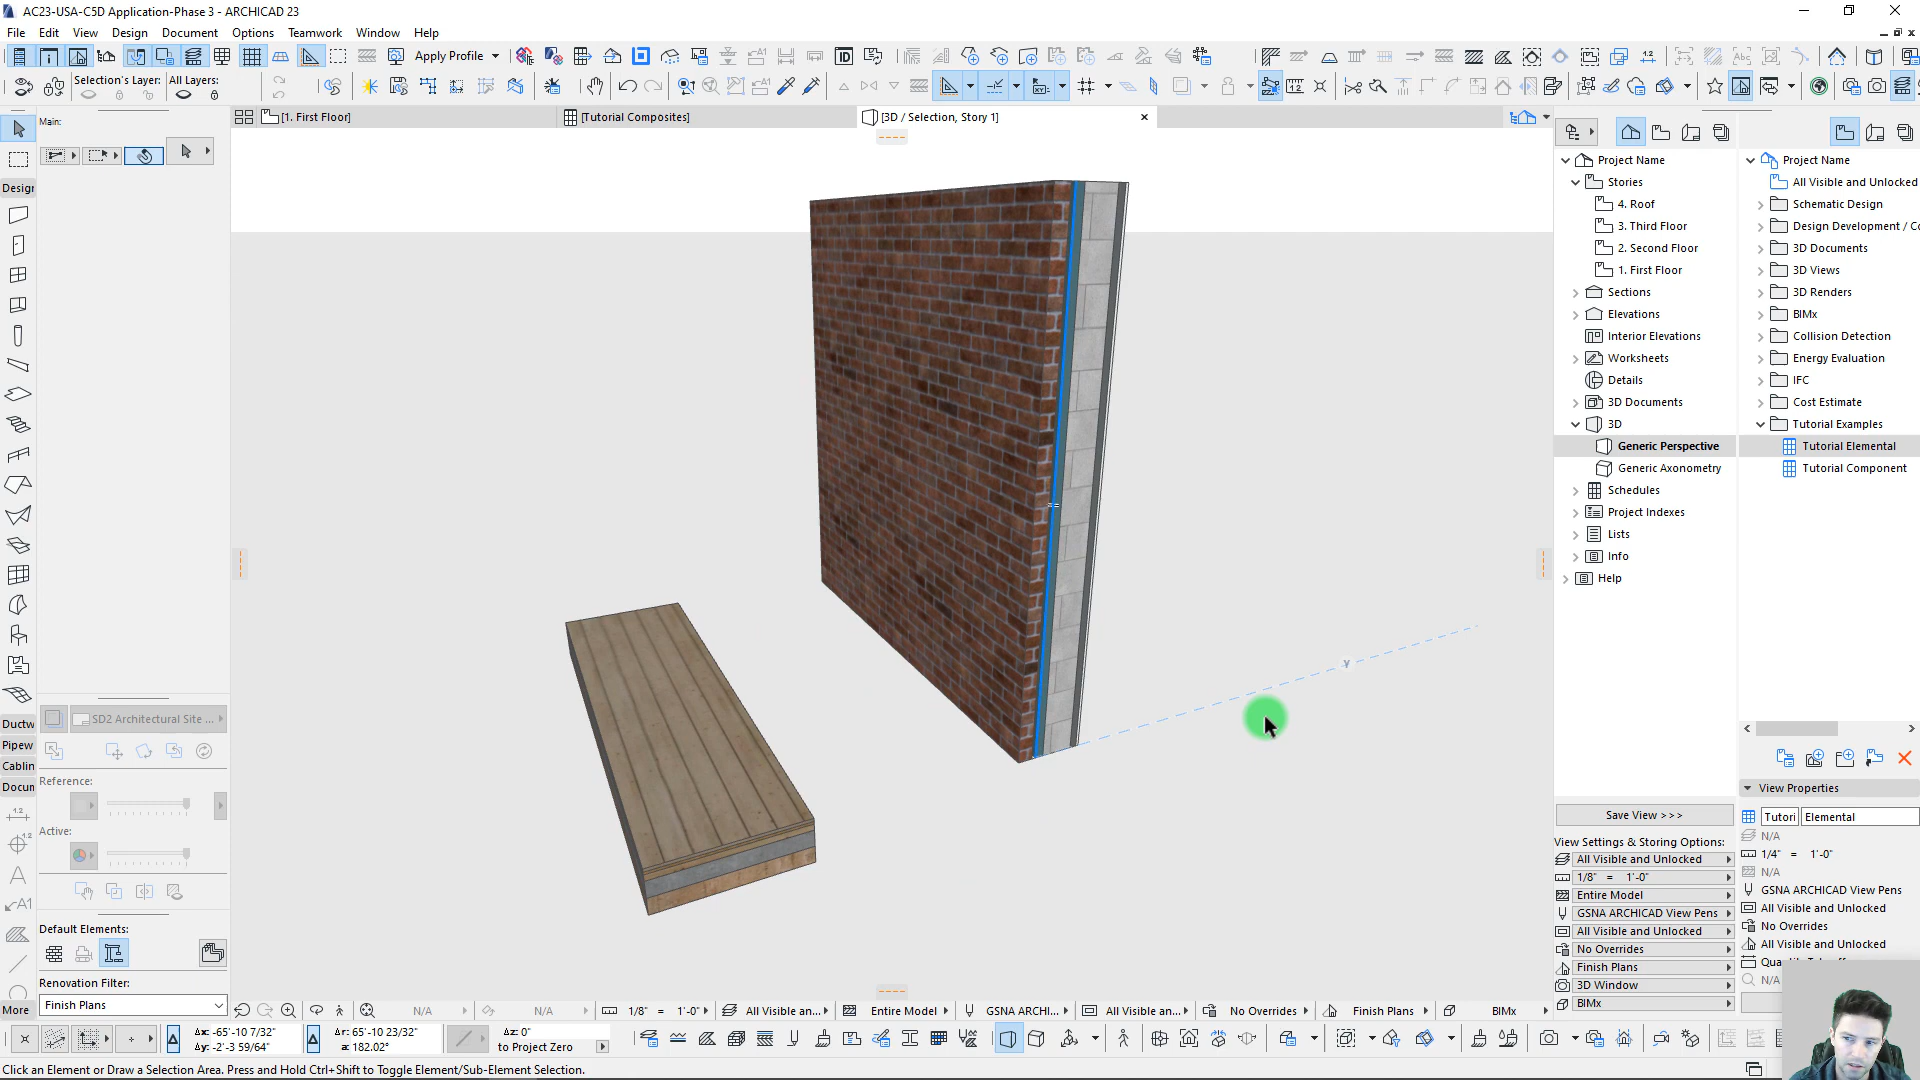 AC23-USA-C5D Application-Phase 3 - ARCHICAD 23
File Edit View Design Document Options Teamwork Window Help
Apply Profile
Selection's Layer: All Layers:
Main:
[1. First Floor]
[Tutorial Composites]
[3D / Selection, Story 1]
Design
Ductw
Pipew
Cablin
Docum
More
SD2 Architectural Site ...
Reference:
Active:
Default Elements:
Renovation Filter:
Finish Plans
y
Project Name
Stories
4. Roof
3. Third Floor
2. Second Floor
1. First Floor
Sections
Elevations
Interior Elevations
Worksheets
Details
3D Documents
3D
Generic Perspective
Generic Axonometry
Schedules
Project Indexes
Lists
Info
Help
Save View >>>
View Settings & Storing Options:
All Visible and Unlocked
1/8" = 1'-0"
Entire Model
GSNA ARCHICAD View Pens
All Visible and Unlocked
No Overrides
Finish Plans
3D Window
BIMx
Project Name
All Visible and Unlocked
Schematic Design
Design Development / Co
3D Documents
3D Views
3D Renders
BIMx
Collision Detection
Energy Evaluation
IFC
Cost Estimate
Tutorial Examples
Tutorial Elemental
Tutorial Component
View Properties
Tutori Elemental
N/A
1/4" = 1'-0"
N/A
GSNA ARCHICAD View Pens
All Visible and Unlocked
No Overrides
All Visible and Unlocked
N/A
N/A N/A 1/8" = 1'-0" All Visible an... Entire Model GSNA ARCHI... All Visible an... No Overrides Finish Plans BIMx
Δx: -65'-10 7/32" Δr: 65'-10 23/32" Δz: 0"
Δy: -2'-3 59/64" a: 182.02° to Project Zero
Click an Element or Draw a Selection Area. Press and Hold Ctrl+Shift to Toggle Element/Sub-Element Selection.